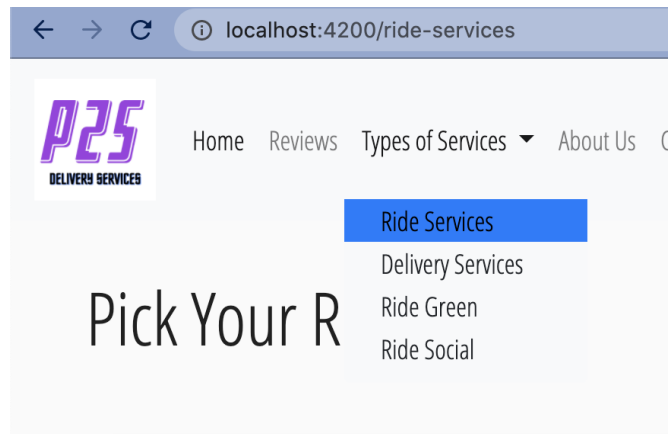 localhost:4200/ride-services
P2S
DELIVERY SERVICES
Home Reviews Types of Services About Us
Ride Services
Delivery Services
Ride Green
Ride Social
Pick Your R